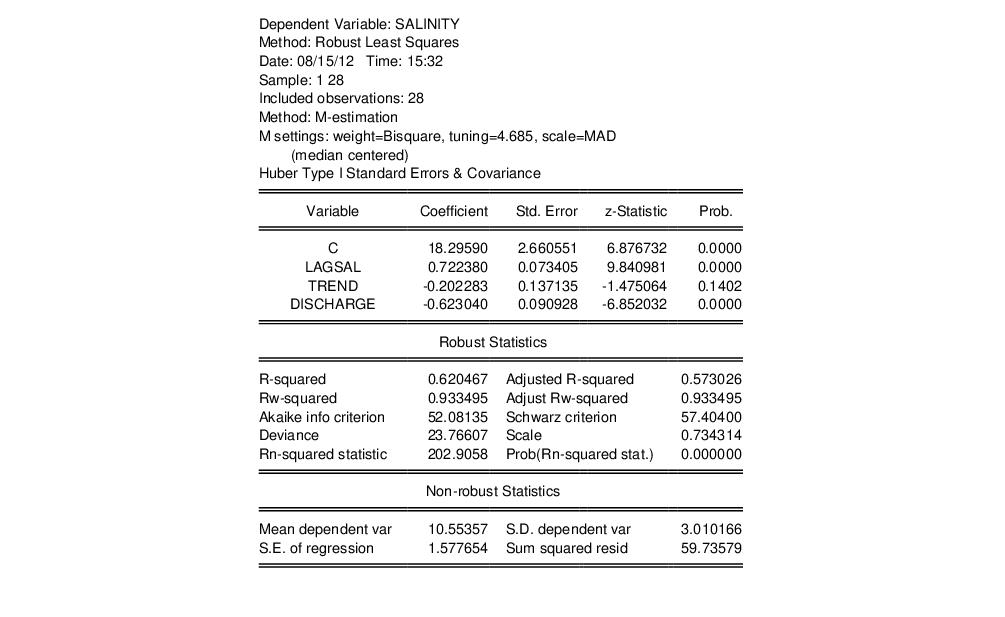 Dependent Variable: SALINITY
Method: Robust Least Squares
Date: 08/15/12 Time: 15:32
Sample: 1 28
Included observations: 28
Method: M-estimation
M settings: weight=Bisquare, tuning=4.685, scale=MAD
(median centered)
Huber Type I Standard Errors & Covariance
Variable Coefficient Std. Error z-Statistic Prob.
C 18.29590 2.660551 6.876732 0.0000
LAGSAL 0.722380 0.073405 9.840981 0.0000
TREND -0.202283 0.137135 -1.475064 0.1402
DISCHARGE -0.623040 0.090928 -6.852032 0.0000
Robust Statistics
R-squared 0.620467 Adjusted R-squared 0.573026
Rw-squared 0.933495 Adjust Rw-squared 0.933495
Akaike info criterion 52.08135 Schwarz criterion 57.40400
Deviance 23.76607 Scale 0.734314
Rn-squared statistic 202.9058 Prob(Rn-squared stat.) 0.000000
Non-robust Statistics
Mean dependent var 10.55357 S.D. dependent var 3.010166
S.E. of regression 1.577654 Sum squared resid 59.73579